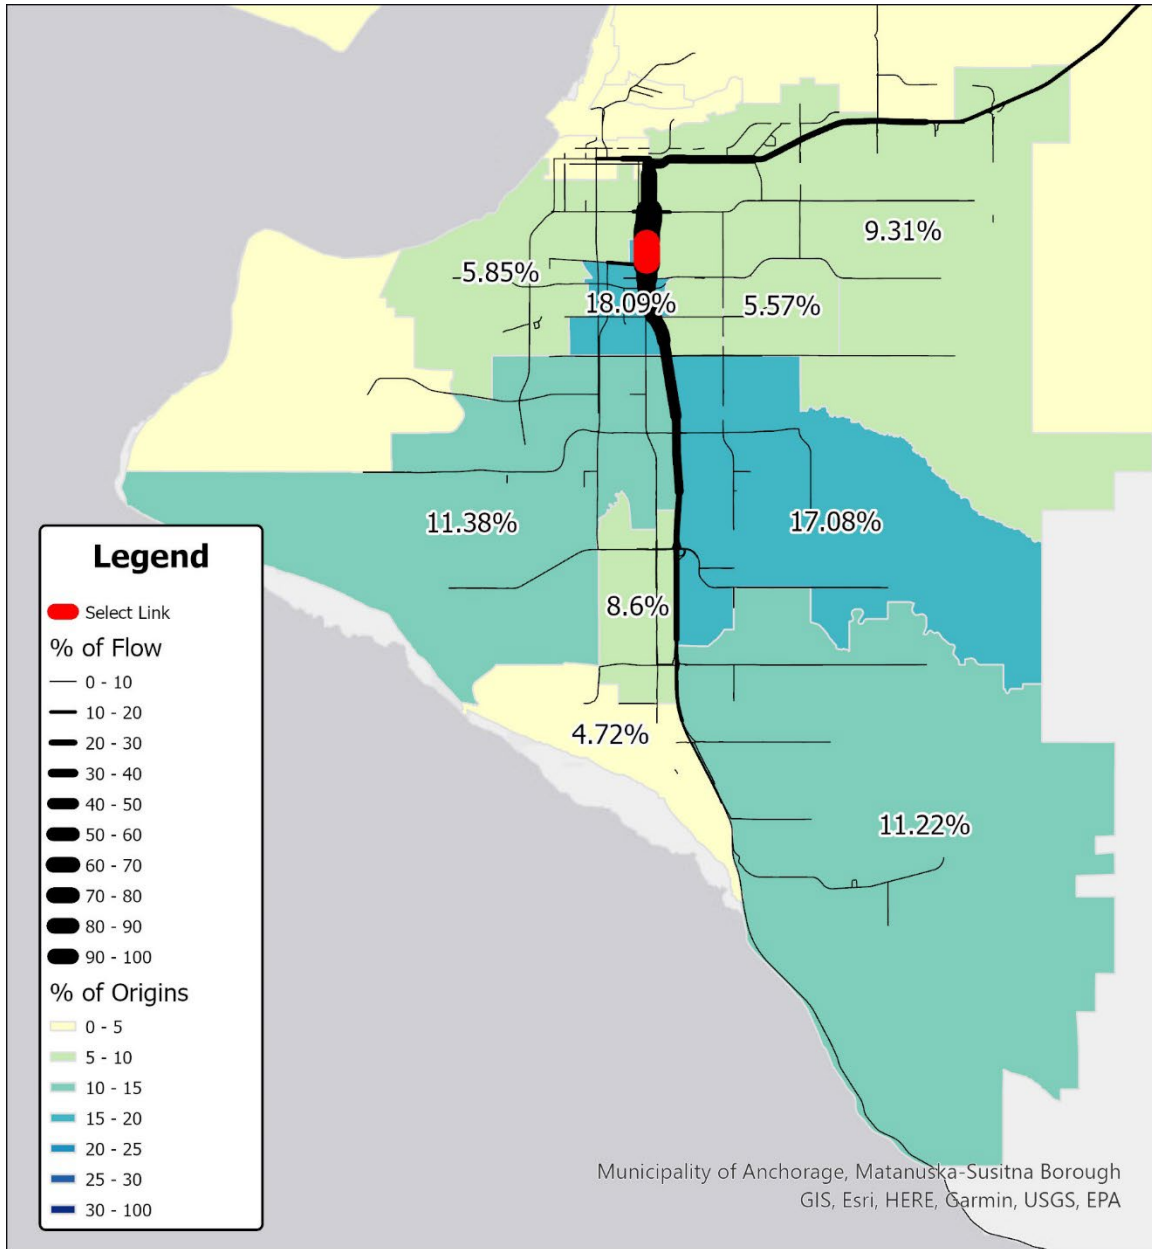 9.31%
5.85%
18.09%
5.57%
11.38%
17.08%
8.6%
4.72%
11.22%
Legend
Select Link
% of Flow
0 - 10
10 - 20
20 - 30
30 - 40
40 - 50
50 - 60
60 - 70
70 - 80
80 - 90
90 - 100
% of Origins
0 - 5
5 - 10
10 - 15
15 - 20
20 - 25
25 - 30
30 - 100
Municipality of Anchorage, Matanuska-Susitna Borough
GIS, Esri, HERE, Garmin, USGS, EPA